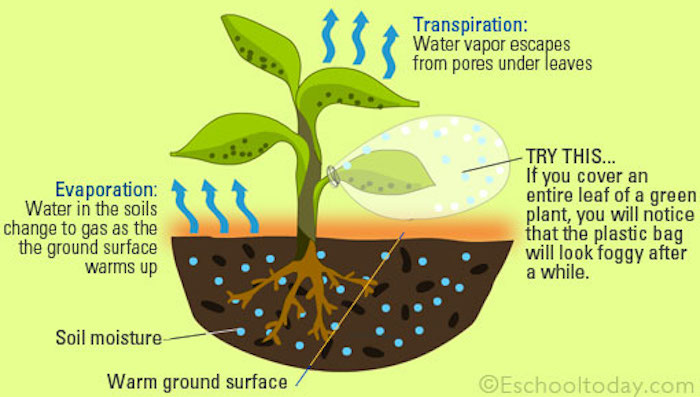 Transpiration:
Water vapor escapes
from pores under leaves
TRY THIS...
If you cover an
entire leaf of a green
plant, you will notice
that the plastic bag
will look foggy after
a while.
Evaporation:
Water in the soils
change to gas as the
the ground surface
warms up
Soil moisture
Warm ground surface
©Eschooltoday.com